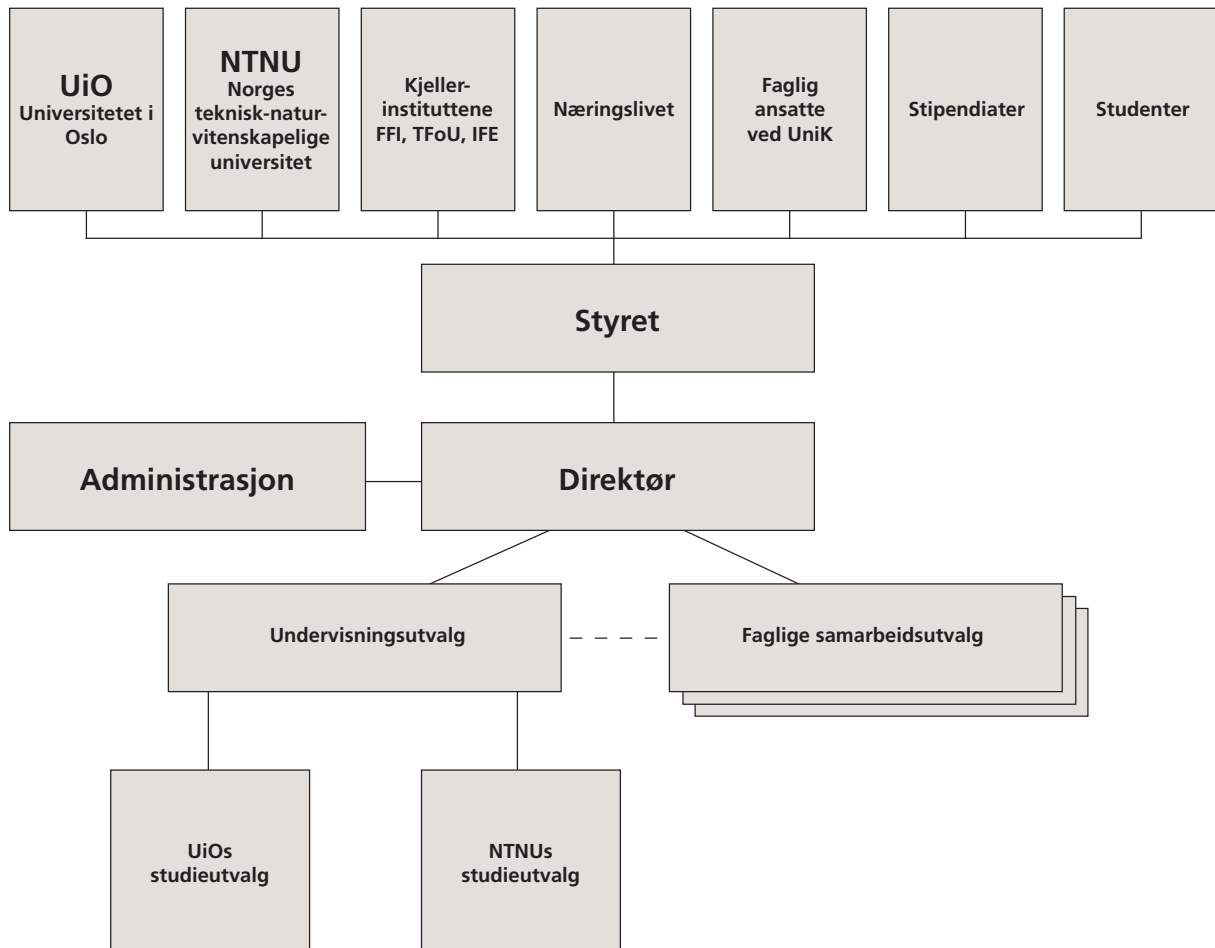 UiO
Universitetet i
Oslo
NTNU
Norges
teknisk-natur-
vitenskapelige
universitet
Kjeller-
instituttene
FFI, TFoU, IFE
Næringslivet
Faglig
ansatte
ved UniK
Stipendiater
Studenter
Styret
Administrasjon
Direktør
Undervisningsutvalg
Faglige samarbeidsutvalg
UiOs
studieutvalg
NTNUs
studieutvalg